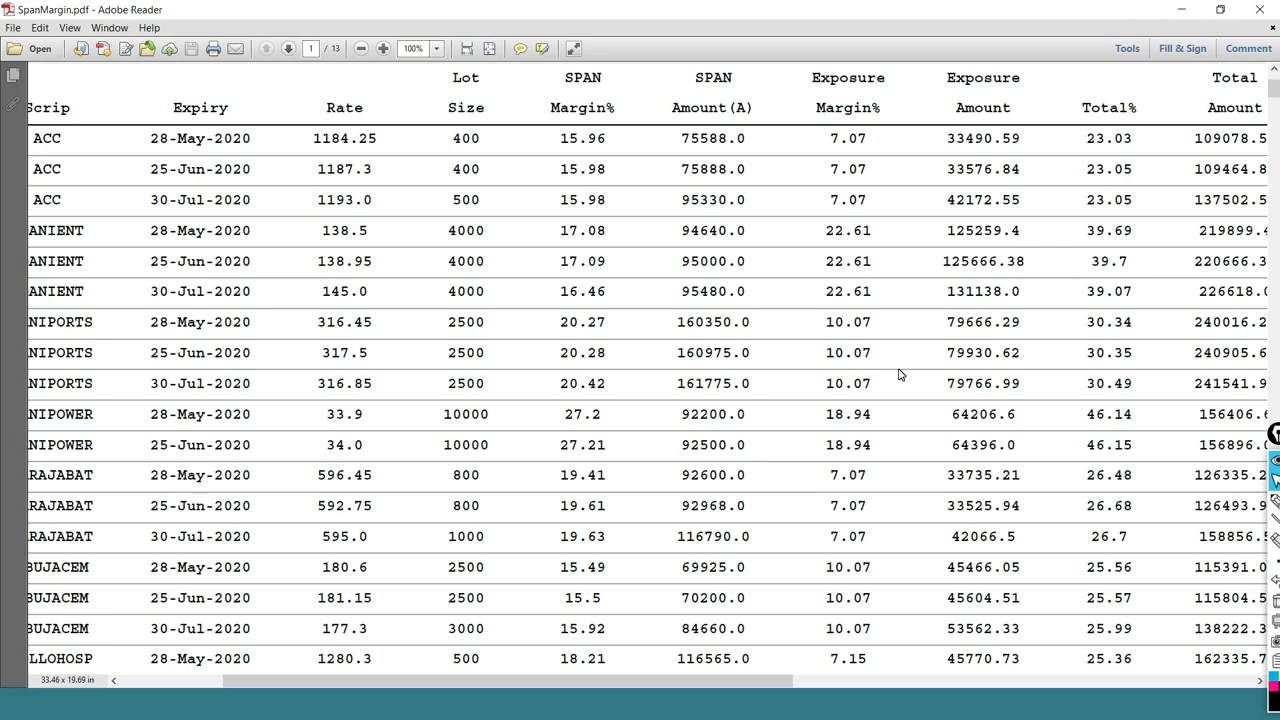 SpanMargin.pdf - Adobe Reader
File Edit View Window Help
Open 1 / 13 100% Tools Fill & Sign Comment
Lot SPAN SPAN Exposure Exposure Total
Scrip Expiry Rate Size Margin% Amount(A) Margin% Amount Total% Amount
ACC 28-May-2020 1184.25 400 15.96 75588.0 7.07 33490.59 23.03 109078.5
ACC 25-Jun-2020 1187.3 400 15.98 75888.0 7.07 33576.84 23.05 109464.8
ACC 30-Jul-2020 1193.0 500 15.98 95330.0 7.07 42172.55 23.05 137502.5
ANIENT 28-May-2020 138.5 4000 17.08 94640.0 22.61 125259.4 39.69 219899.4
ANIENT 25-Jun-2020 138.95 4000 17.09 95000.0 22.61 125666.38 39.7 220666.3
ANIENT 30-Jul-2020 145.0 4000 16.46 95480.0 22.61 131138.0 39.07 226618.0
NIPORTS 28-May-2020 316.45 2500 20.27 160350.0 10.07 79666.29 30.34 240016.2
NIPORTS 25-Jun-2020 317.5 2500 20.28 160975.0 10.07 79930.62 30.35 240905.6
NIPORTS 30-Jul-2020 316.85 2500 20.42 161775.0 10.07 79766.99 30.49 241541.9
NIPOWER 28-May-2020 33.9 10000 27.2 92200.0 18.94 64206.6 46.14 156406.6
NIPOWER 25-Jun-2020 34.0 10000 27.21 92500.0 18.94 64396.0 46.15 156896.0
RAJABAT 28-May-2020 596.45 800 19.41 92600.0 7.07 33735.21 26.48 126335.2
RAJABAT 25-Jun-2020 592.75 800 19.61 92968.0 7.07 33525.94 26.68 126493.9
RAJABAT 30-Jul-2020 595.0 1000 19.63 116790.0 7.07 42066.5 26.7 158856.5
BUJACEM 28-May-2020 180.6 2500 15.49 69925.0 10.07 45466.05 25.56 115391.0
BUJACEM 25-Jun-2020 181.15 2500 15.5 70200.0 10.07 45604.51 25.57 115804.5
BUJACEM 30-Jul-2020 177.3 3000 15.92 84660.0 10.07 53562.33 25.99 138222.3
LLOHOSP 28-May-2020 1280.3 500 18.21 116565.0 7.15 45770.73 25.36 162335.7
33.46 x 19.69 in